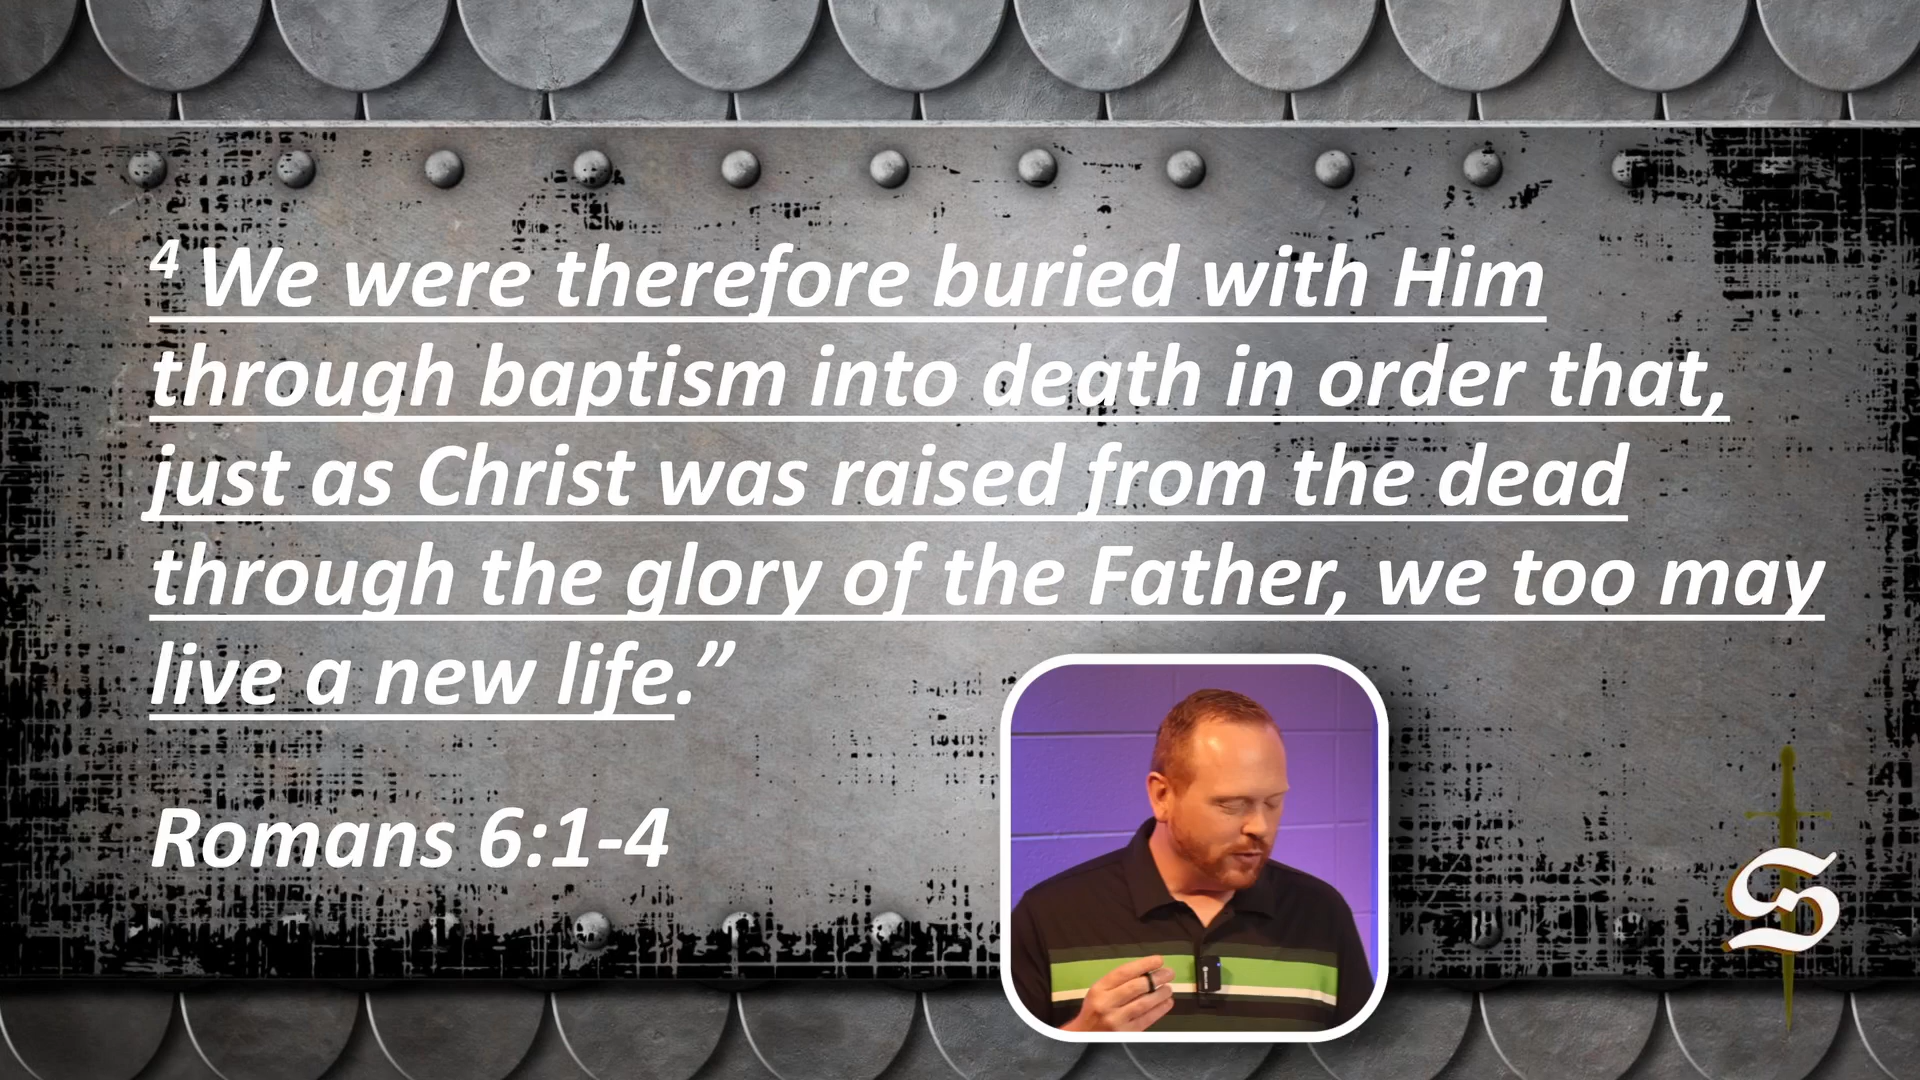 4 We were therefore buried with Him
through baptism into death in order that,
just as Christ was raised from the dead
through the glory of the Father, we too may
live a new life.”
Romans 6:1-4
S